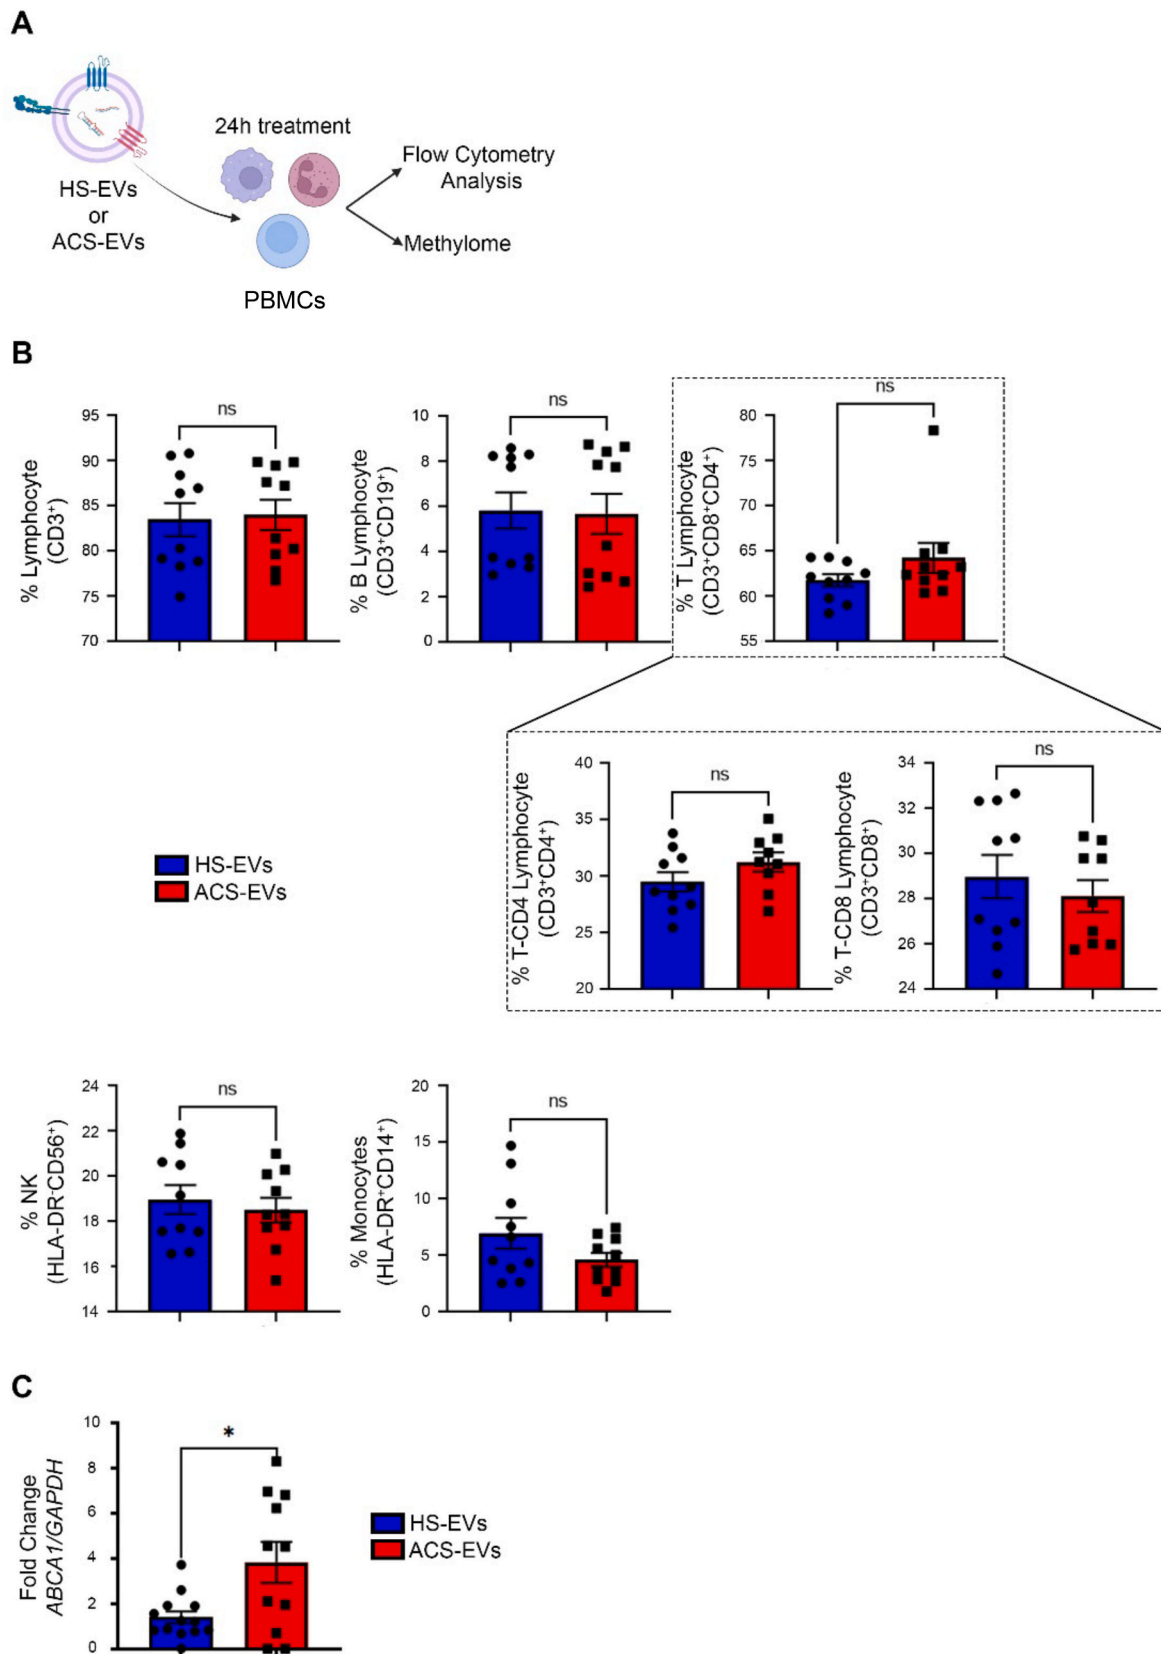 A
HS-EVs
or
ACS-EVs
24h treatment
PBMCs
Flow Cytometry
Analysis
Methylome
B
% Lymphocyte
(CD3⁺)
95
90
85
80
75
70
ns
% B Lymphocyte
(CD3⁺CD19⁺)
10
8
6
4
2
0
ns
% T Lymphocyte
(CD3⁺CD8⁺CD4⁺)
80
75
70
65
60
55
ns
HS-EVs
ACS-EVs
% T-CD4 Lymphocyte
(CD3⁺CD4⁺)
40
35
30
25
20
ns
% T-CD8 Lymphocyte
(CD3⁺CD8⁺)
34
32
30
28
26
24
ns
% NK
(HLA-DR⁻CD56⁺)
24
22
20
18
16
14
ns
% Monocytes
(HLA-DR⁺CD14⁺)
20
15
10
5
0
ns
C
Fold Change
ABCA1/GAPDH
10
8
6
4
2
0
*
HS-EVs
ACS-EVs